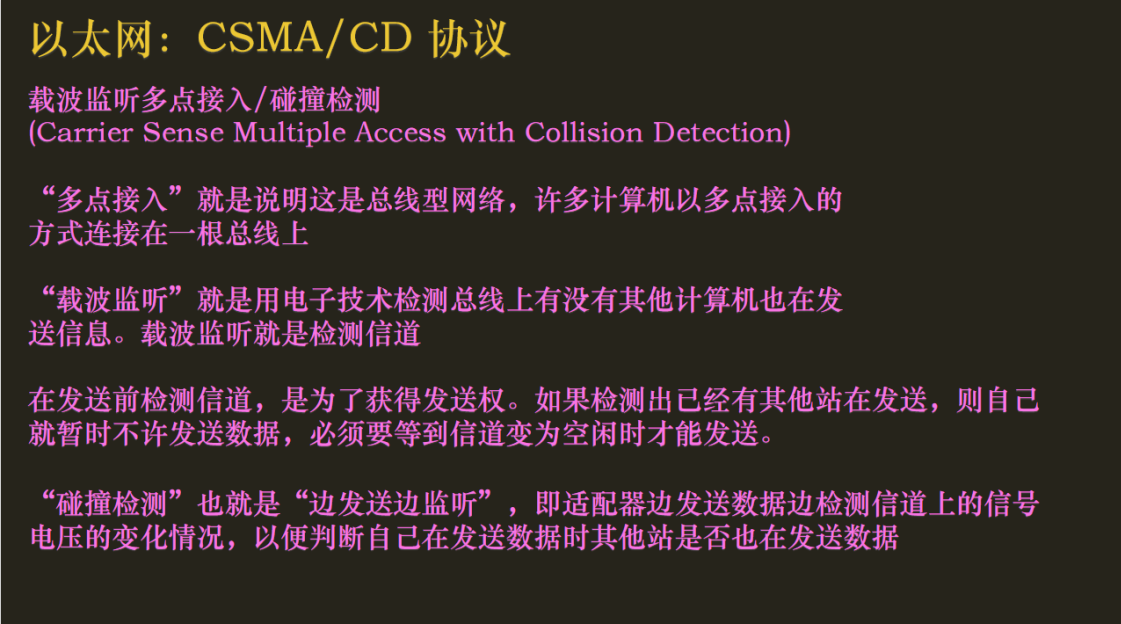 以太网：CSMA/CD 协议
载波监听多点接入/碰撞检测
(Carrier Sense Multiple Access with Collision Detection)
“多点接入”就是说明这是总线型网络，许多计算机以多点接入的
方式连接在一根总线上
“载波监听”就是用电子技术检测总线上有没有其他计算机也在发
送信息。载波监听就是检测信道
在发送前检测信道，是为了获得发送权。如果检测出已经有其他站在发送，则自己
就暂时不许发送数据，必须要等到信道变为空闲时才能发送。
“碰撞检测”也就是“边发送边监听”，即适配器边发送数据边检测信道上的信号
电压的变化情况，以便判断自己在发送数据时其他站是否也在发送数据